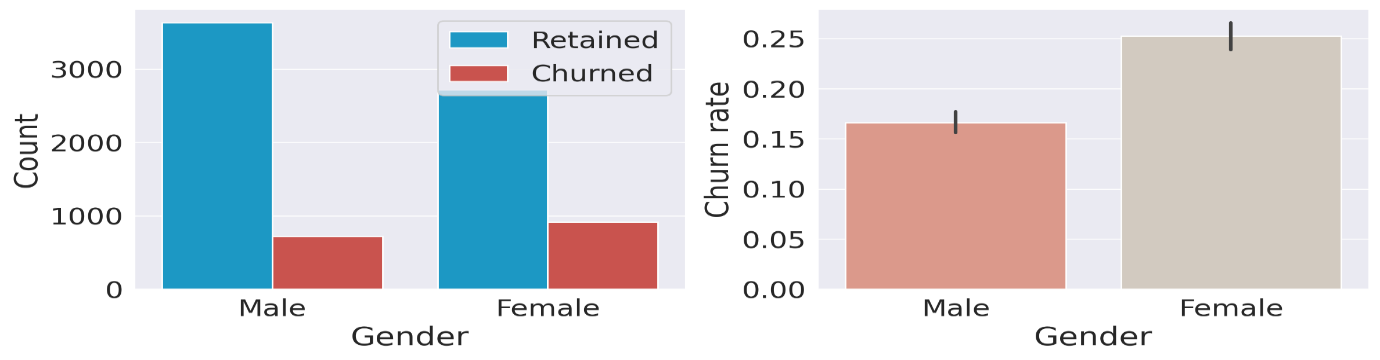 Retained
Churned
3000
2000
1000
0
Count
Male
Female
Gender
0.25
0.20
0.15
0.10
0.05
0.00
Churn rate
Male
Female
Gender